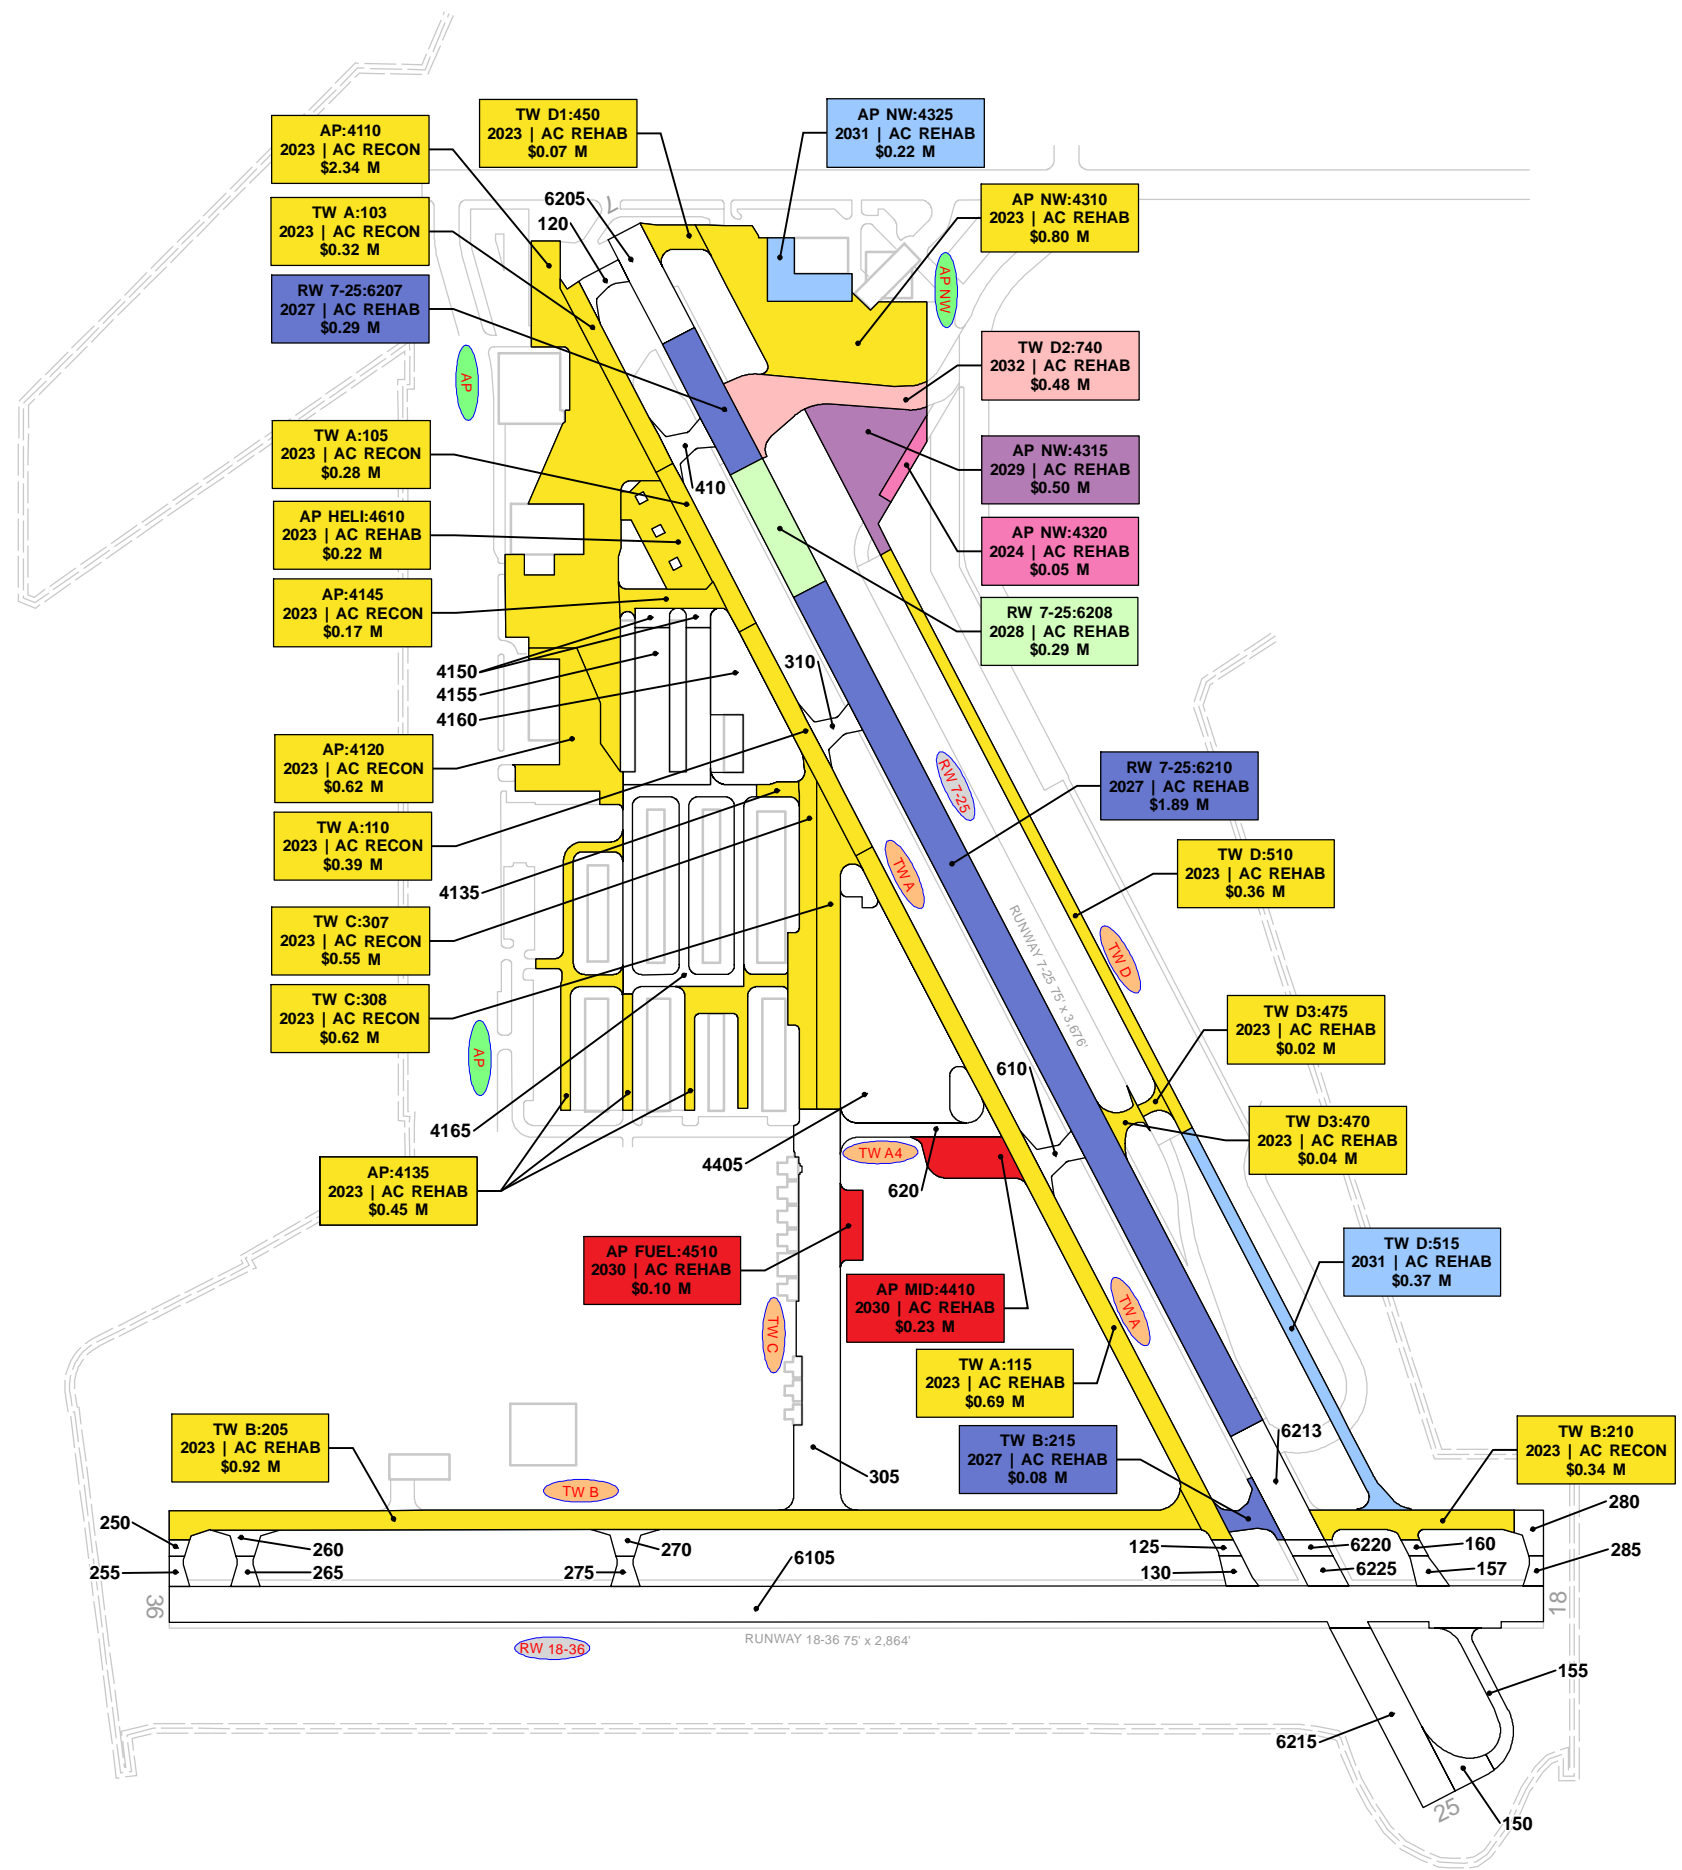 TW D1:450
2023 | AC REHAB
$0.07 M
AP NW:4325
2031 | AC REHAB
$0.22 M
AP:4110
2023 | AC RECON
$2.34 M
6205
120
7
AP NW:4310
2023 | AC REHAB
$0.80 M
TW A:103
2023 | AC RECON
$0.32 M
AP NW
RW 7-25:6207
2027 | AC REHAB
$0.29 M
AP
TW D2:740
2032 | AC REHAB
$0.48 M
TW A:105
2023 | AC RECON
$0.28 M
410
AP NW:4315
2029 | AC REHAB
$0.50 M
AP HELI:4610
2023 | AC REHAB
$0.22 M
AP NW:4320
2024 | AC REHAB
$0.05 M
AP:4145
2023 | AC RECON
$0.17 M
RW 7-25:6208
2028 | AC REHAB
$0.29 M
4150
4155
4160
310
AP:4120
2023 | AC RECON
$0.62 M
RW 7-25
RW 7-25:6210
2027 | AC REHAB
$1.89 M
TW A:110
2023 | AC RECON
$0.39 M
4135
TW A
TW D:510
2023 | AC REHAB
$0.36 M
TW C:307
2023 | AC RECON
$0.55 M
RUNWAY 7-25 75' x 3,676'
TW D
TW C:308
2023 | AC RECON
$0.62 M
TW D3:475
2023 | AC REHAB
$0.02 M
AP
610
4165
4405
TW A4
620
TW D3:470
2023 | AC REHAB
$0.04 M
AP:4135
2023 | AC REHAB
$0.45 M
AP FUEL:4510
2030 | AC REHAB
$0.10 M
AP MID:4410
2030 | AC REHAB
$0.23 M
TW D:515
2031 | AC REHAB
$0.37 M
TW C
TW A
TW A:115
2023 | AC REHAB
$0.69 M
TW B:205
2023 | AC REHAB
$0.92 M
TW B:215
2027 | AC REHAB
$0.08 M
6213
TW B:210
2023 | AC RECON
$0.34 M
305
TW B
280
250
260
270
6105
125
6220
160
285
255
265
275
130
6225
157
36
18
RUNWAY 18-36 75' x 2,864'
RW 18-36
155
6215
25
150